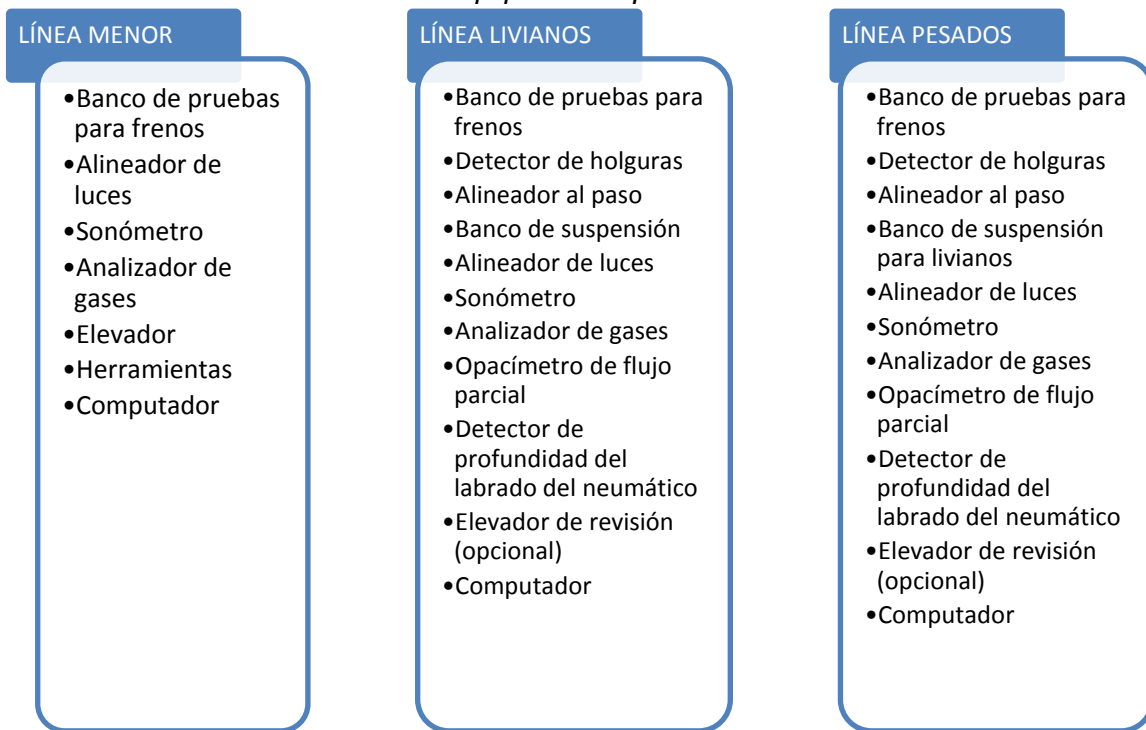 LÍNEA MENOR
•Banco de pruebas
para frenos
•Alineador de
luces
•Sonómetro
•Analizador de
gases
•Elevador
•Herramientas
•Computador
LÍNEA LIVIANOS
•Banco de pruebas para
frenos
•Detector de holguras
•Alineador al paso
•Banco de suspensión
•Alineador de luces
•Sonómetro
•Analizador de gases
•Opacímetro de flujo
parcial
•Detector de
profundidad del
labrado del neumático
•Elevador de revisión
(opcional)
•Computador
LÍNEA PESADOS
•Banco de pruebas para
frenos
•Detector de holguras
•Alineador al paso
•Banco de suspensión
para livianos
•Alineador de luces
•Sonómetro
•Analizador de gases
•Opacímetro de flujo
parcial
•Detector de
profundidad del
labrado del neumático
•Elevador de revisión
(opcional)
•Computador